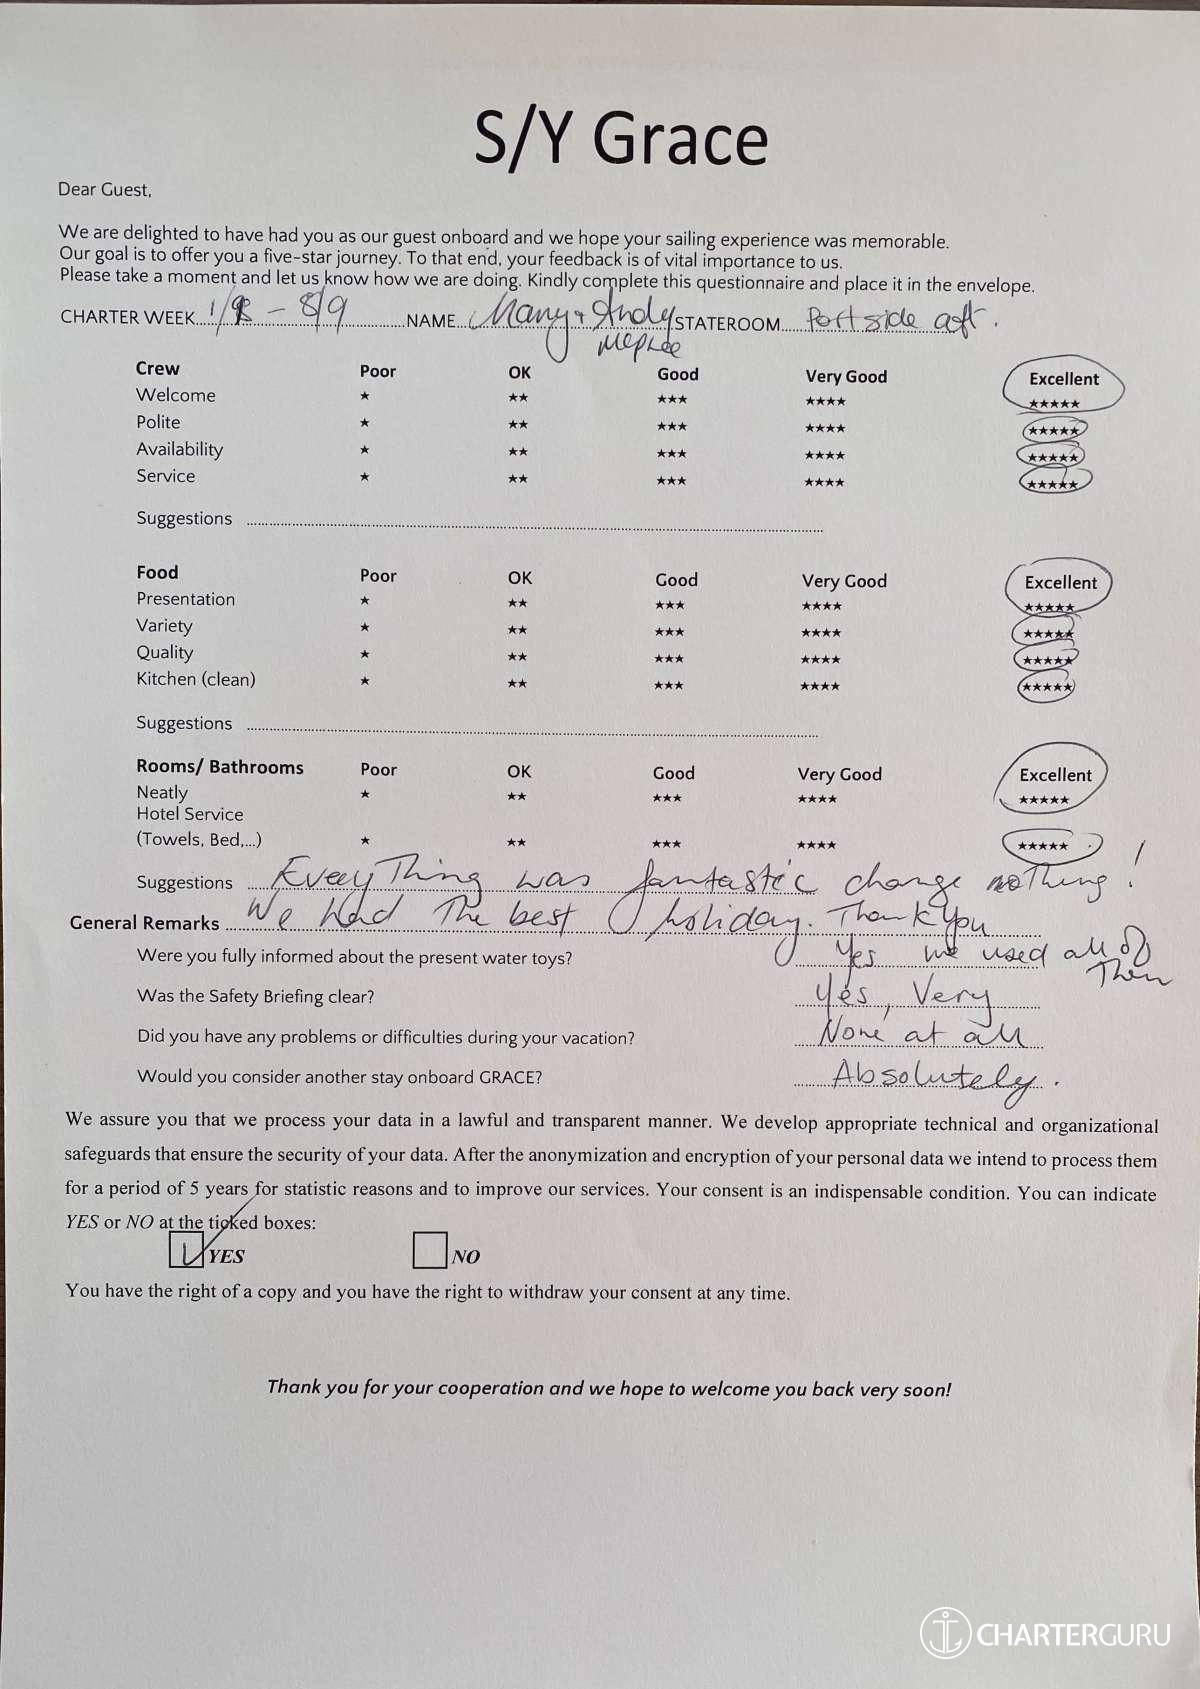 S/Y Grace
Dear Guest,
We are delighted to have had you as our guest onboard and we hope your sailing experience was memorable.
Our goal is to offer you a five-star journey. To that end, your feedback is of vital importance to us.
Please take a moment and let us know how we are doing. Kindly complete this questionnaire and place it in the envelope.
CHARTER WEEK 1/9 - 8/9 NAME Mary + Andy STATEROOM Portside aft.
McPhee
Crew Poor OK Good Very Good Excellent
Welcome ★ ★★ ★★★ ★★★★ ★★★★★
Polite ★ ★★ ★★★ ★★★★ ★★★★★
Availability ★ ★★ ★★★ ★★★★ ★★★★★
Service ★ ★★ ★★★ ★★★★ ★★★★★
Suggestions
Food Poor OK Good Very Good Excellent
Presentation ★ ★★ ★★★ ★★★★ ★★★★★
Variety ★ ★★ ★★★ ★★★★ ★★★★★
Quality ★ ★★ ★★★ ★★★★ ★★★★★
Kitchen (clean) ★ ★★ ★★★ ★★★★ ★★★★★
Suggestions
Rooms/ Bathrooms Poor OK Good Very Good Excellent
Neatly ★ ★★ ★★★ ★★★★ ★★★★★
Hotel Service
(Towels, Bed,...) ★ ★★ ★★★ ★★★★ ★★★★★
Suggestions Everything was fantastic change nothing!
General Remarks We had the best holiday. Thank you
Were you fully informed about the present water toys? Yes we used all of
Them
Was the Safety Briefing clear? Yes, Very
Did you have any problems or difficulties during your vacation? None at all
Would you consider another stay onboard GRACE? Absolutely.
We assure you that we process your data in a lawful and transparent manner. We develop appropriate technical and organizational
safeguards that ensure the security of your data. After the anonymization and encryption of your personal data we intend to process them
for a period of 5 years for statistic reasons and to improve our services. Your consent is an indispensable condition. You can indicate
YES or NO at the ticked boxes:
YES NO
You have the right of a copy and you have the right to withdraw your consent at any time.
Thank you for your cooperation and we hope to welcome you back very soon!
CHARTERGURU